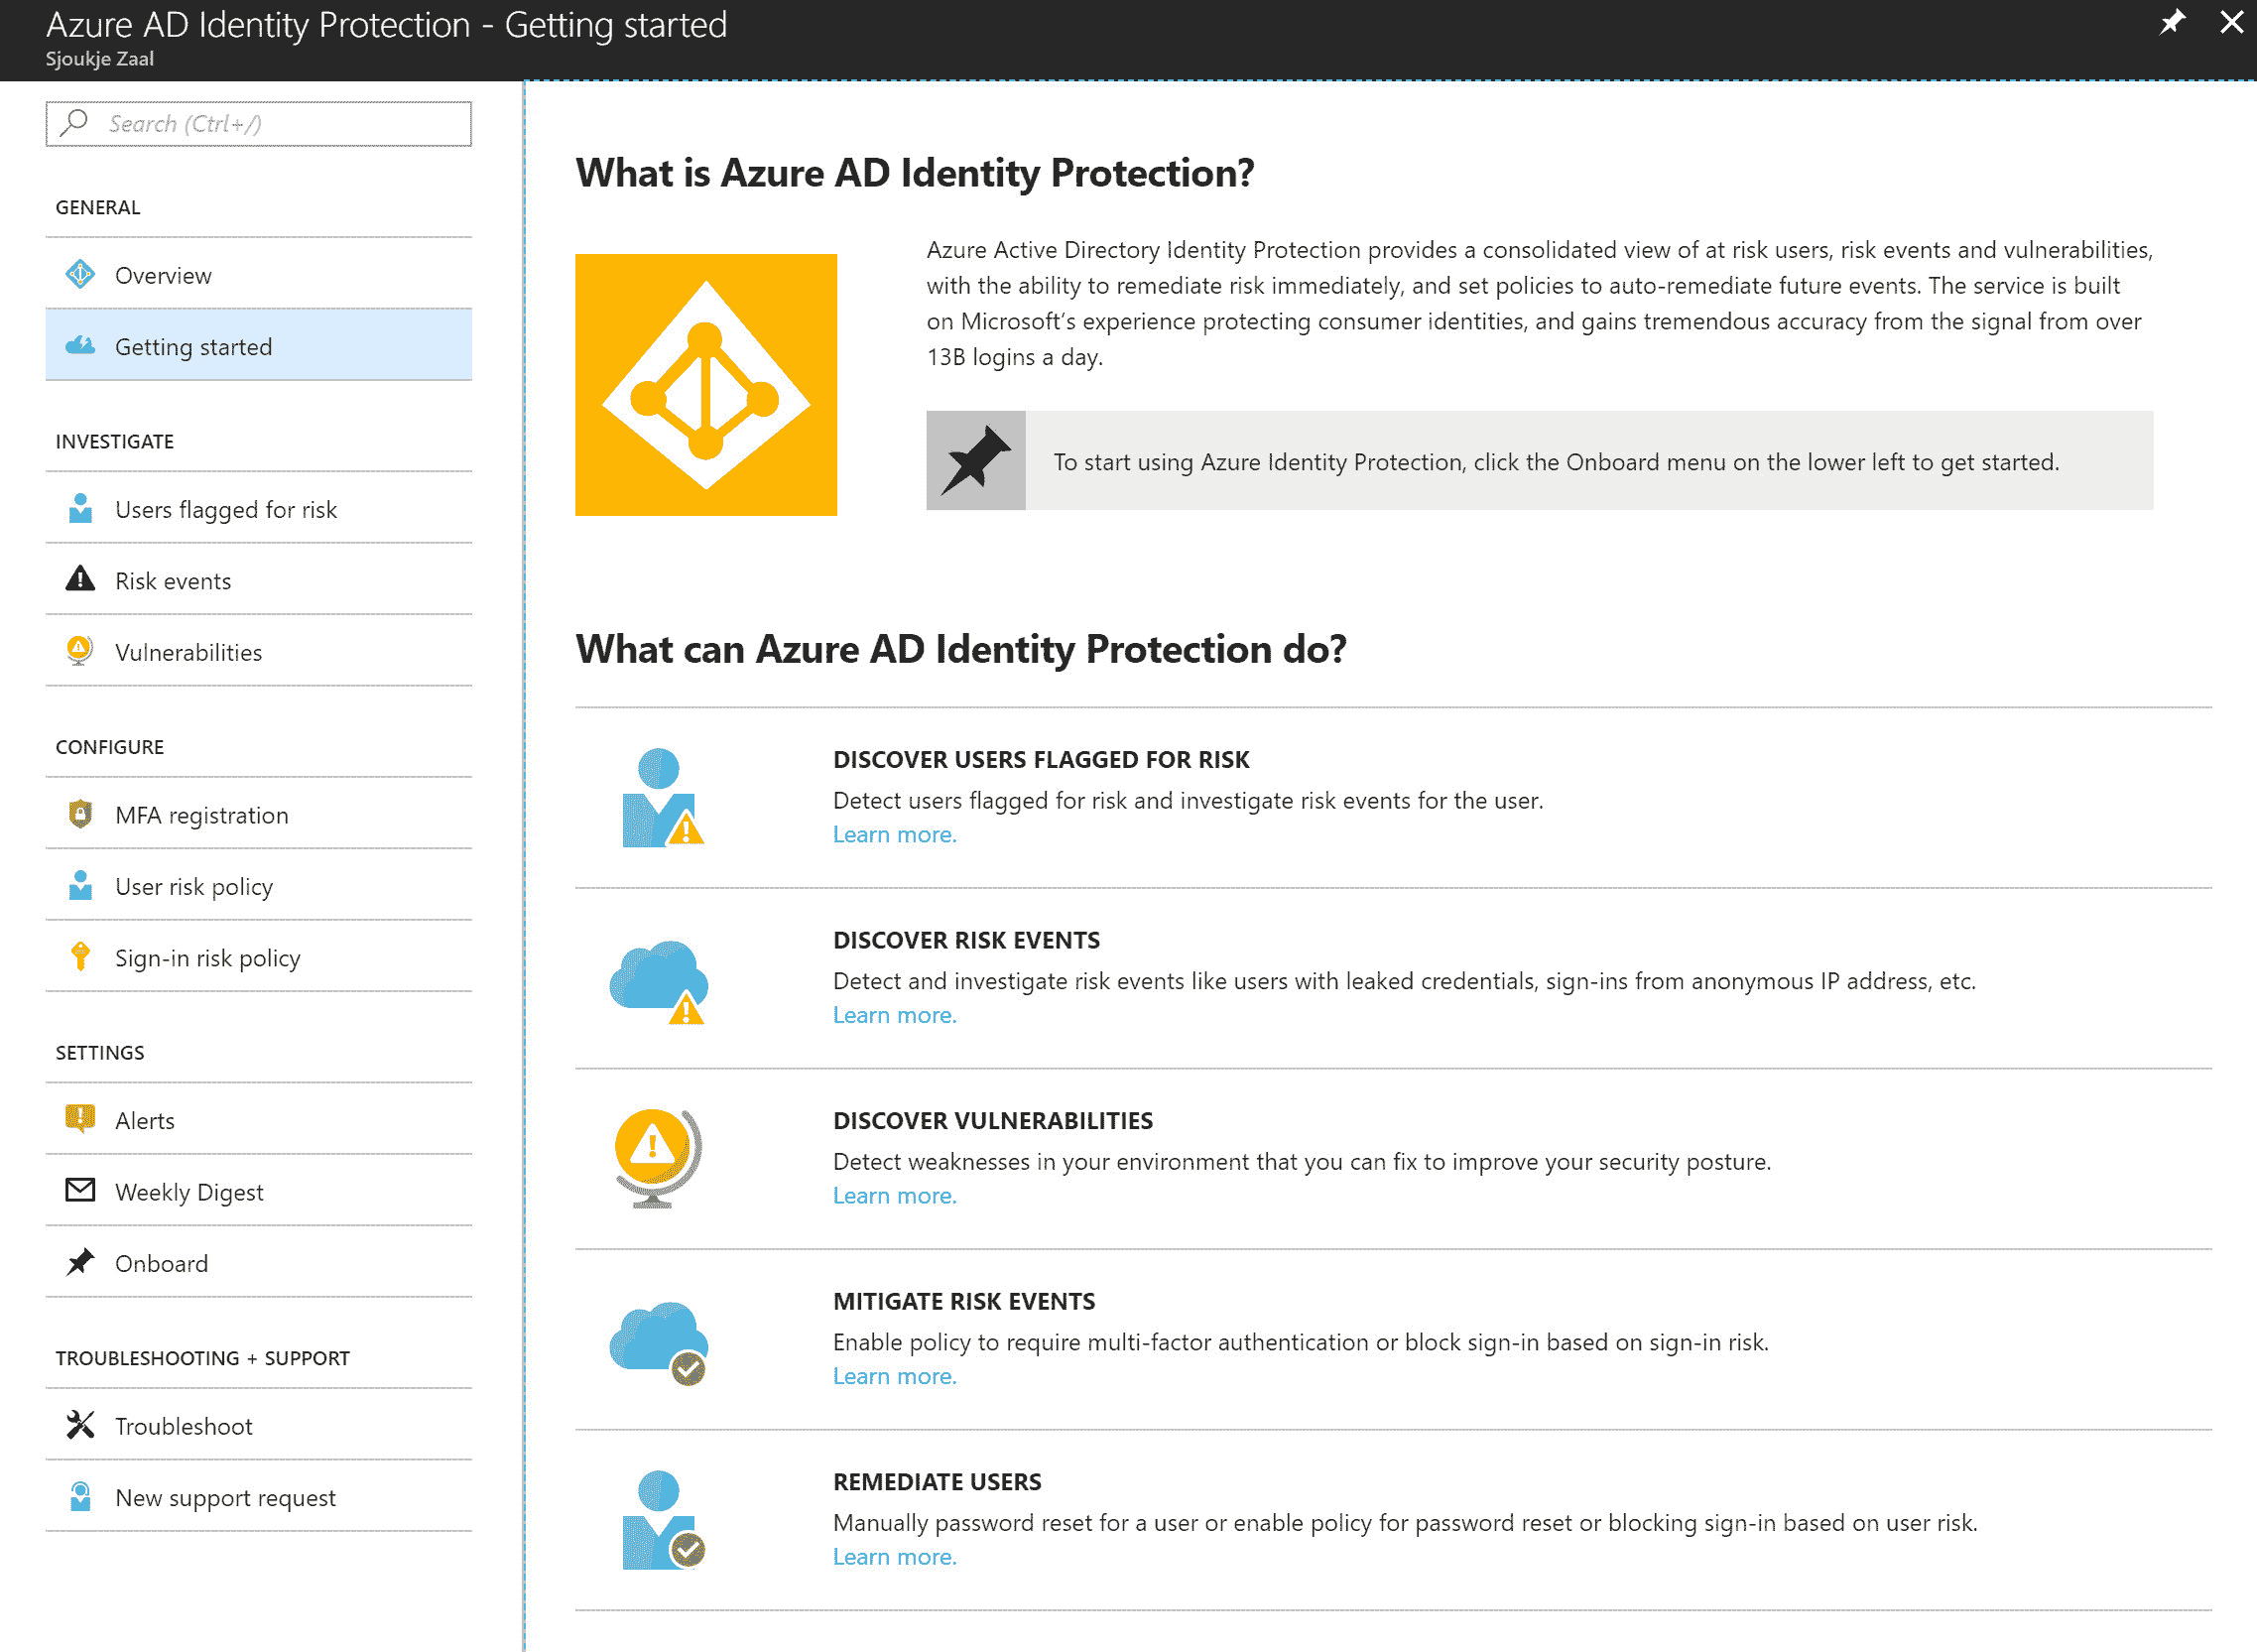 Azure AD Identity Protection - Getting started
Sjoukje Zaal
Search (Ctrl+/)
GENERAL
Overview
Getting started
INVESTIGATE
Users flagged for risk
Risk events
Vulnerabilities
CONFIGURE
MFA registration
User risk policy
Sign-in risk policy
SETTINGS
Alerts
Weekly Digest
Onboard
TROUBLESHOOTING + SUPPORT
Troubleshoot
New support request
What is Azure AD Identity Protection?
Azure Active Directory Identity Protection provides a consolidated view of at risk users, risk events and vulnerabilities,
with the ability to remediate risk immediately, and set policies to auto-remediate future events. The service is built
on Microsoft's experience protecting consumer identities, and gains tremendous accuracy from the signal from over
13B logins a day.
To start using Azure Identity Protection, click the Onboard menu on the lower left to get started.
What can Azure AD Identity Protection do?
DISCOVER USERS FLAGGED FOR RISK
Detect users flagged for risk and investigate risk events for the user.
Learn more.
DISCOVER RISK EVENTS
Detect and investigate risk events like users with leaked credentials, sign-ins from anonymous IP address, etc.
Learn more.
DISCOVER VULNERABILITIES
Detect weaknesses in your environment that you can fix to improve your security posture.
Learn more.
MITIGATE RISK EVENTS
Enable policy to require multi-factor authentication or block sign-in based on sign-in risk.
Learn more.
REMEDIATE USERS
Manually password reset for a user or enable policy for password reset or blocking sign-in based on user risk.
Learn more.